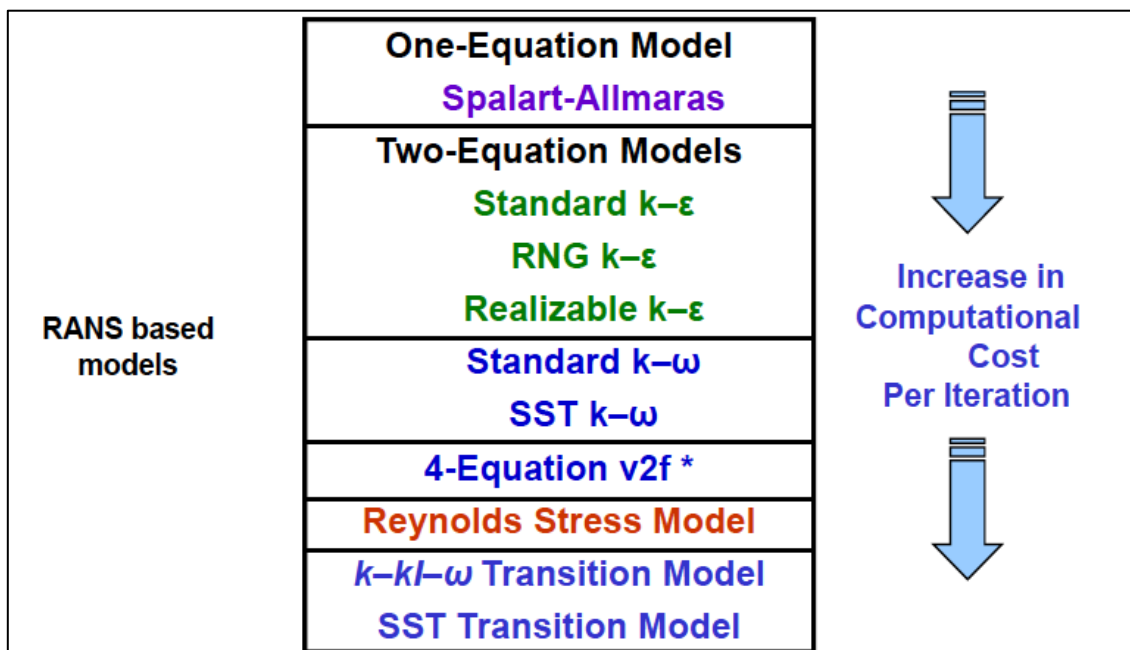 One-Equation Model
Spalart-Allmaras
Two-Equation Models
Standard k–ε
RNG k–ε
Realizable k–ε
Standard k–ω
SST k–ω
4-Equation v2f *
Reynolds Stress Model
k–kl–ω Transition Model
SST Transition Model
RANS based
models
Increase in
Computational
Cost
Per Iteration